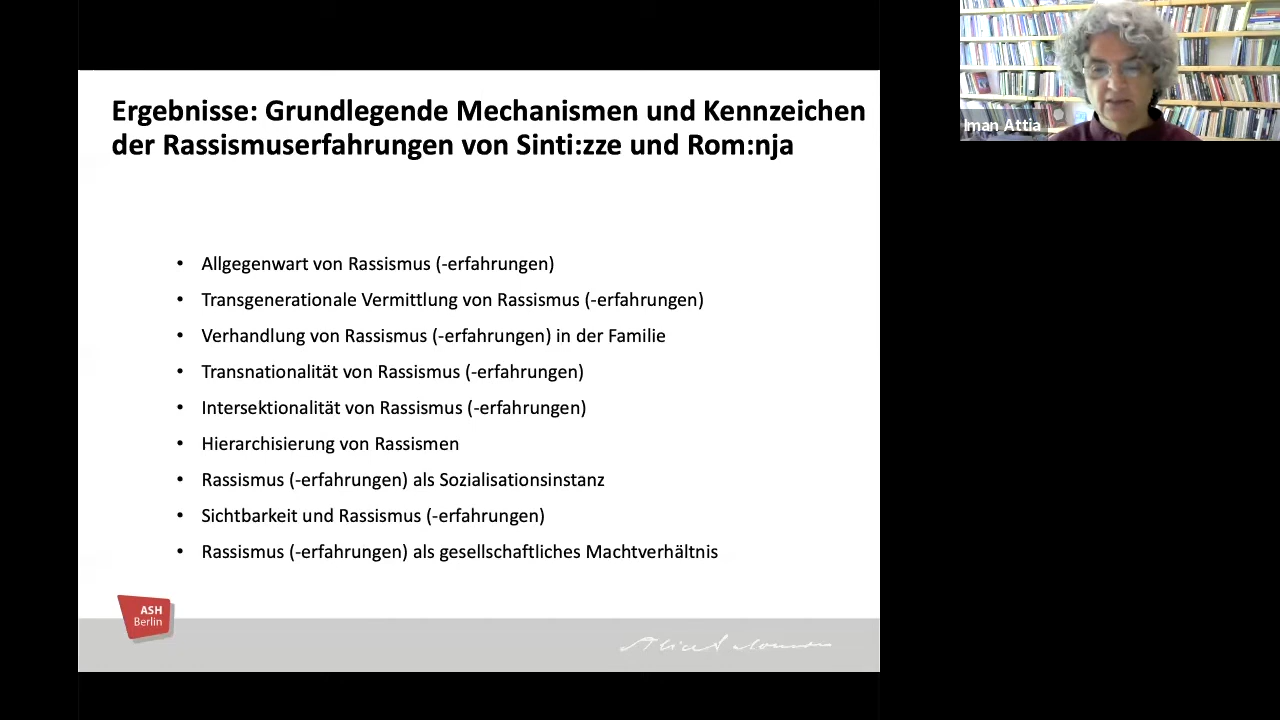 Ergebnisse: Grundlegende Mechanismen und Kennzeichen
der Rassismuserfahrungen von Sinti:zze und Rom:nja
• Allgegenwart von Rassismus (-erfahrungen)
• Transgenerationale Vermittlung von Rassismus (-erfahrungen)
• Verhandlung von Rassismus (-erfahrungen) in der Familie
• Transnationalität von Rassismus (-erfahrungen)
• Intersektionalität von Rassismus (-erfahrungen)
• Hierarchisierung von Rassismen
• Rassismus (-erfahrungen) als Sozialisationsinstanz
• Sichtbarkeit und Rassismus (-erfahrungen)
• Rassismus (-erfahrungen) als gesellschaftliches Machtverhältnis
ASH
Berlin
Alice Salomon
Iman Attia